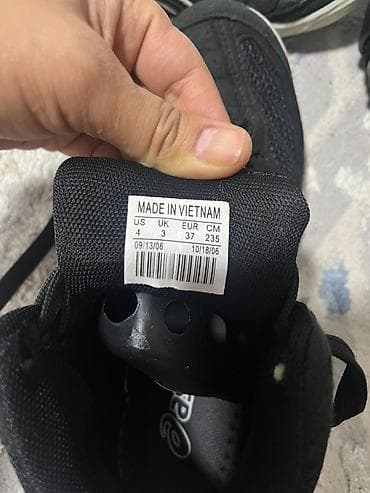 MADE IN VIETNAM
US UK EUR CM
4 3 37 235
09/13/06 10/18/06